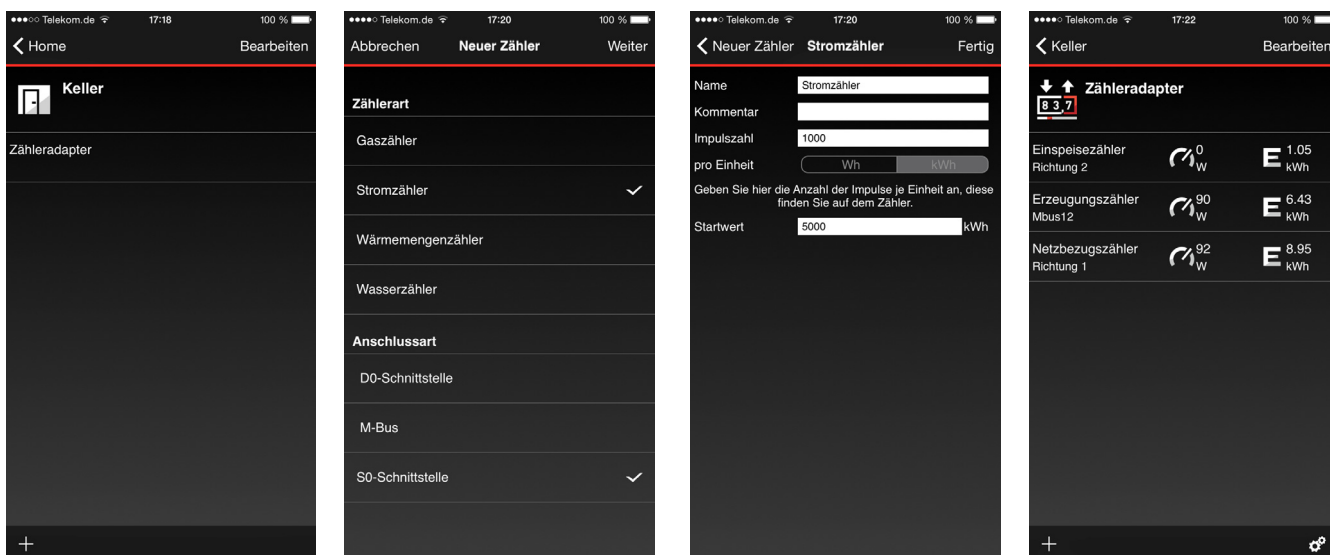 Telekom.de 17:18 100 %
Home Bearbeiten
Keller
Zähleradapter
Telekom.de 17:20 100 %
Abbrechen Neuer Zähler Weiter
Zählerart
Gaszähler
Stromzähler
Wärmemengenzähler
Wasserzähler
Anschlussart
D0-Schnittstelle
M-Bus
S0-Schnittstelle
Telekom.de 17:20 100 %
Neuer Zähler Stromzähler Fertig
Name Stromzähler
Kommentar
Impulszahl 1000
pro Einheit Wh kWh
Geben Sie hier die Anzahl der Impulse je Einheit an, diese
finden Sie auf dem Zähler.
Startwert 5000 kWh
Telekom.de 17:22 100 %
Keller Bearbeiten
83,7 Zähleradapter
Einspeisezähler 0 E 1.05
Richtung 2 W kWh
Erzeugungszähler 90 E 6.43
Mbus12 W kWh
Netzbezugszähler 92 E 8.95
Richtung 1 W kWh